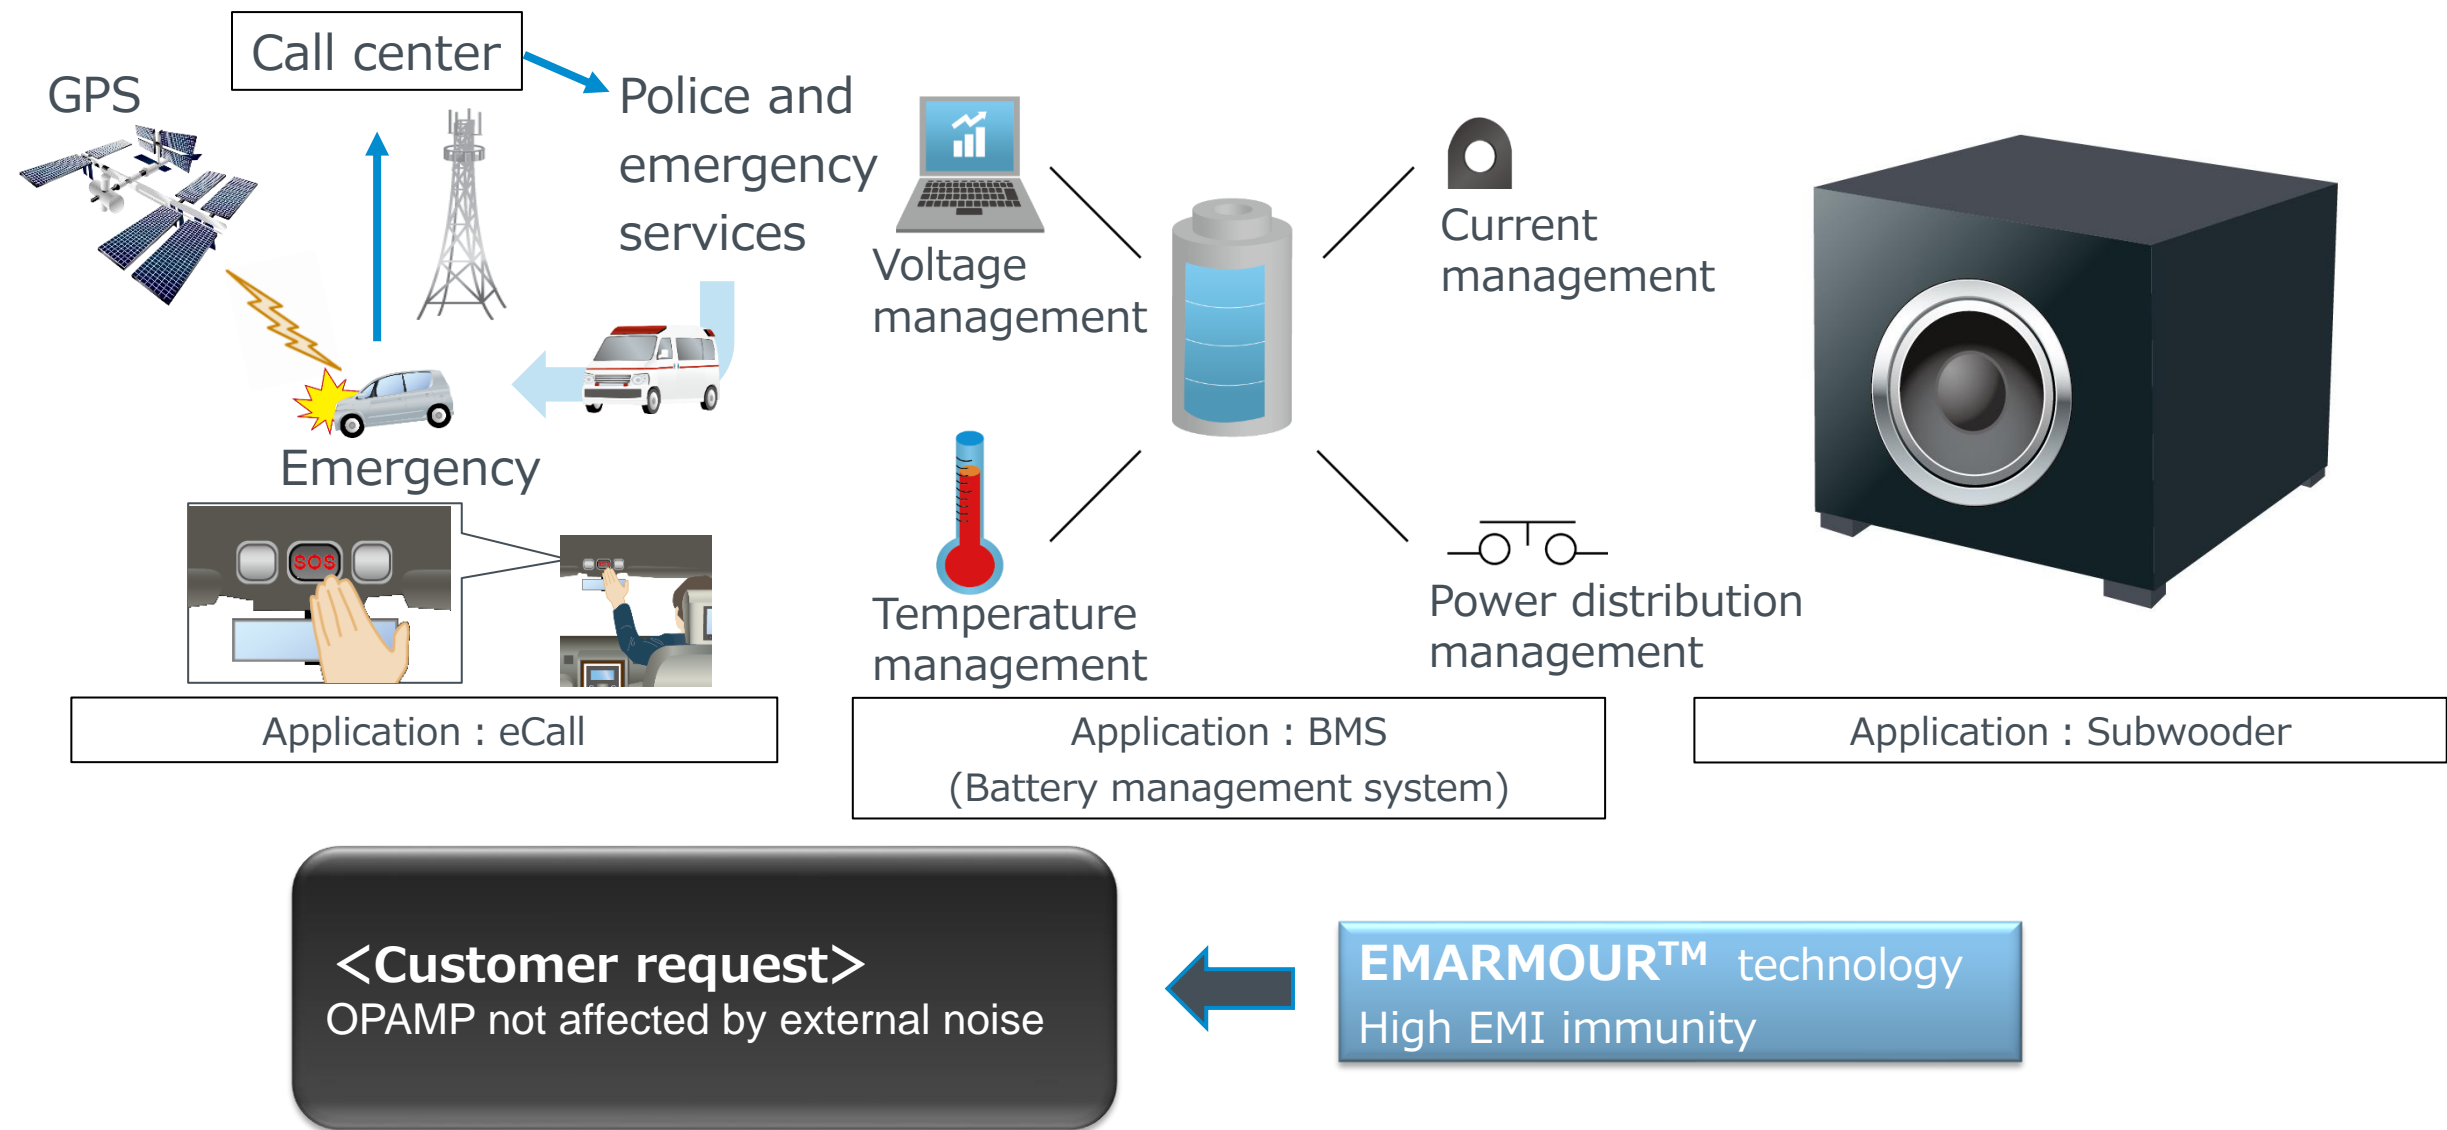 Call center
GPS
Police and
emergency
services
Emergency
SOS
Application : eCall
Voltage
management
Current
management
Temperature
management
Power distribution
management
Application : BMS
(Battery management system)
Application : Subwooder
<Customer request>
OPAMP not affected by external noise
EMARMOUR™ technology
High EMI immunity